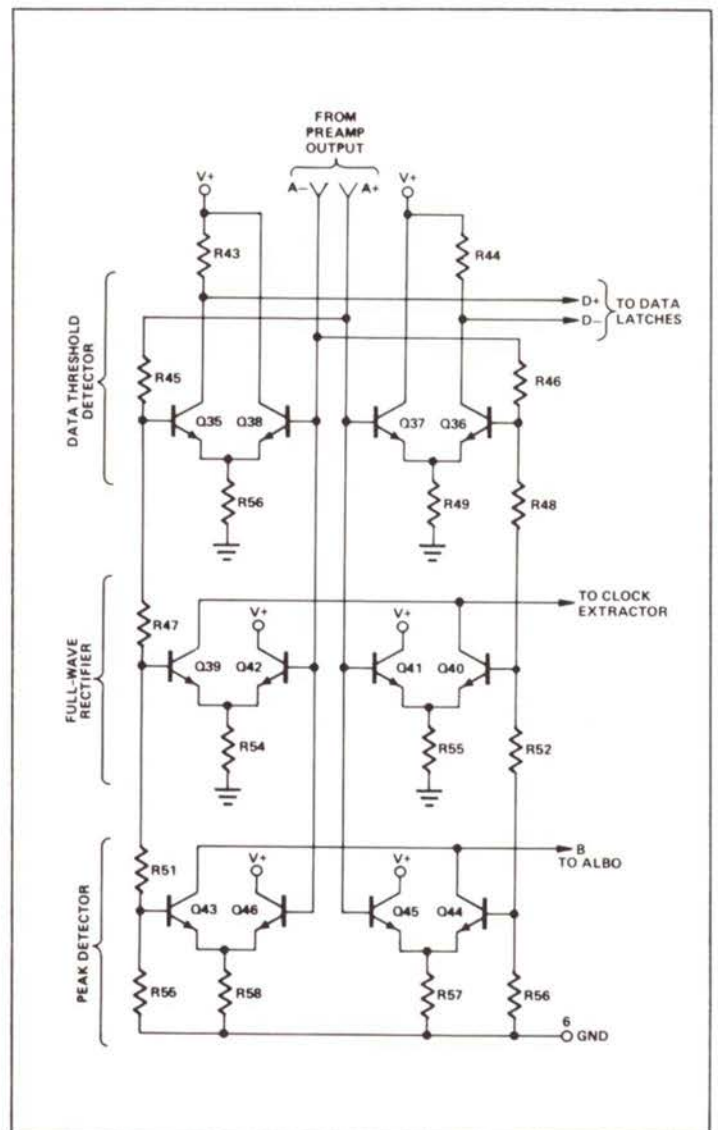 FROM
PREAMP
OUTPUT
V+
A−
A+
V+
R43
R44
D+
D−
TO DATA
LATCHES
DATA THRESHOLD
DETECTOR
R45
R46
Q35
Q38
Q37
Q36
R56
R49
R48
TO CLOCK
EXTRACTOR
FULL-WAVE
RECTIFIER
R47
V+
V+
Q39
Q42
Q41
Q40
R54
R55
R52
B
TO ALBO
PEAK DETECTOR
R51
V+
V+
Q43
Q46
Q45
Q44
R55
R58
R57
R56
6
GND